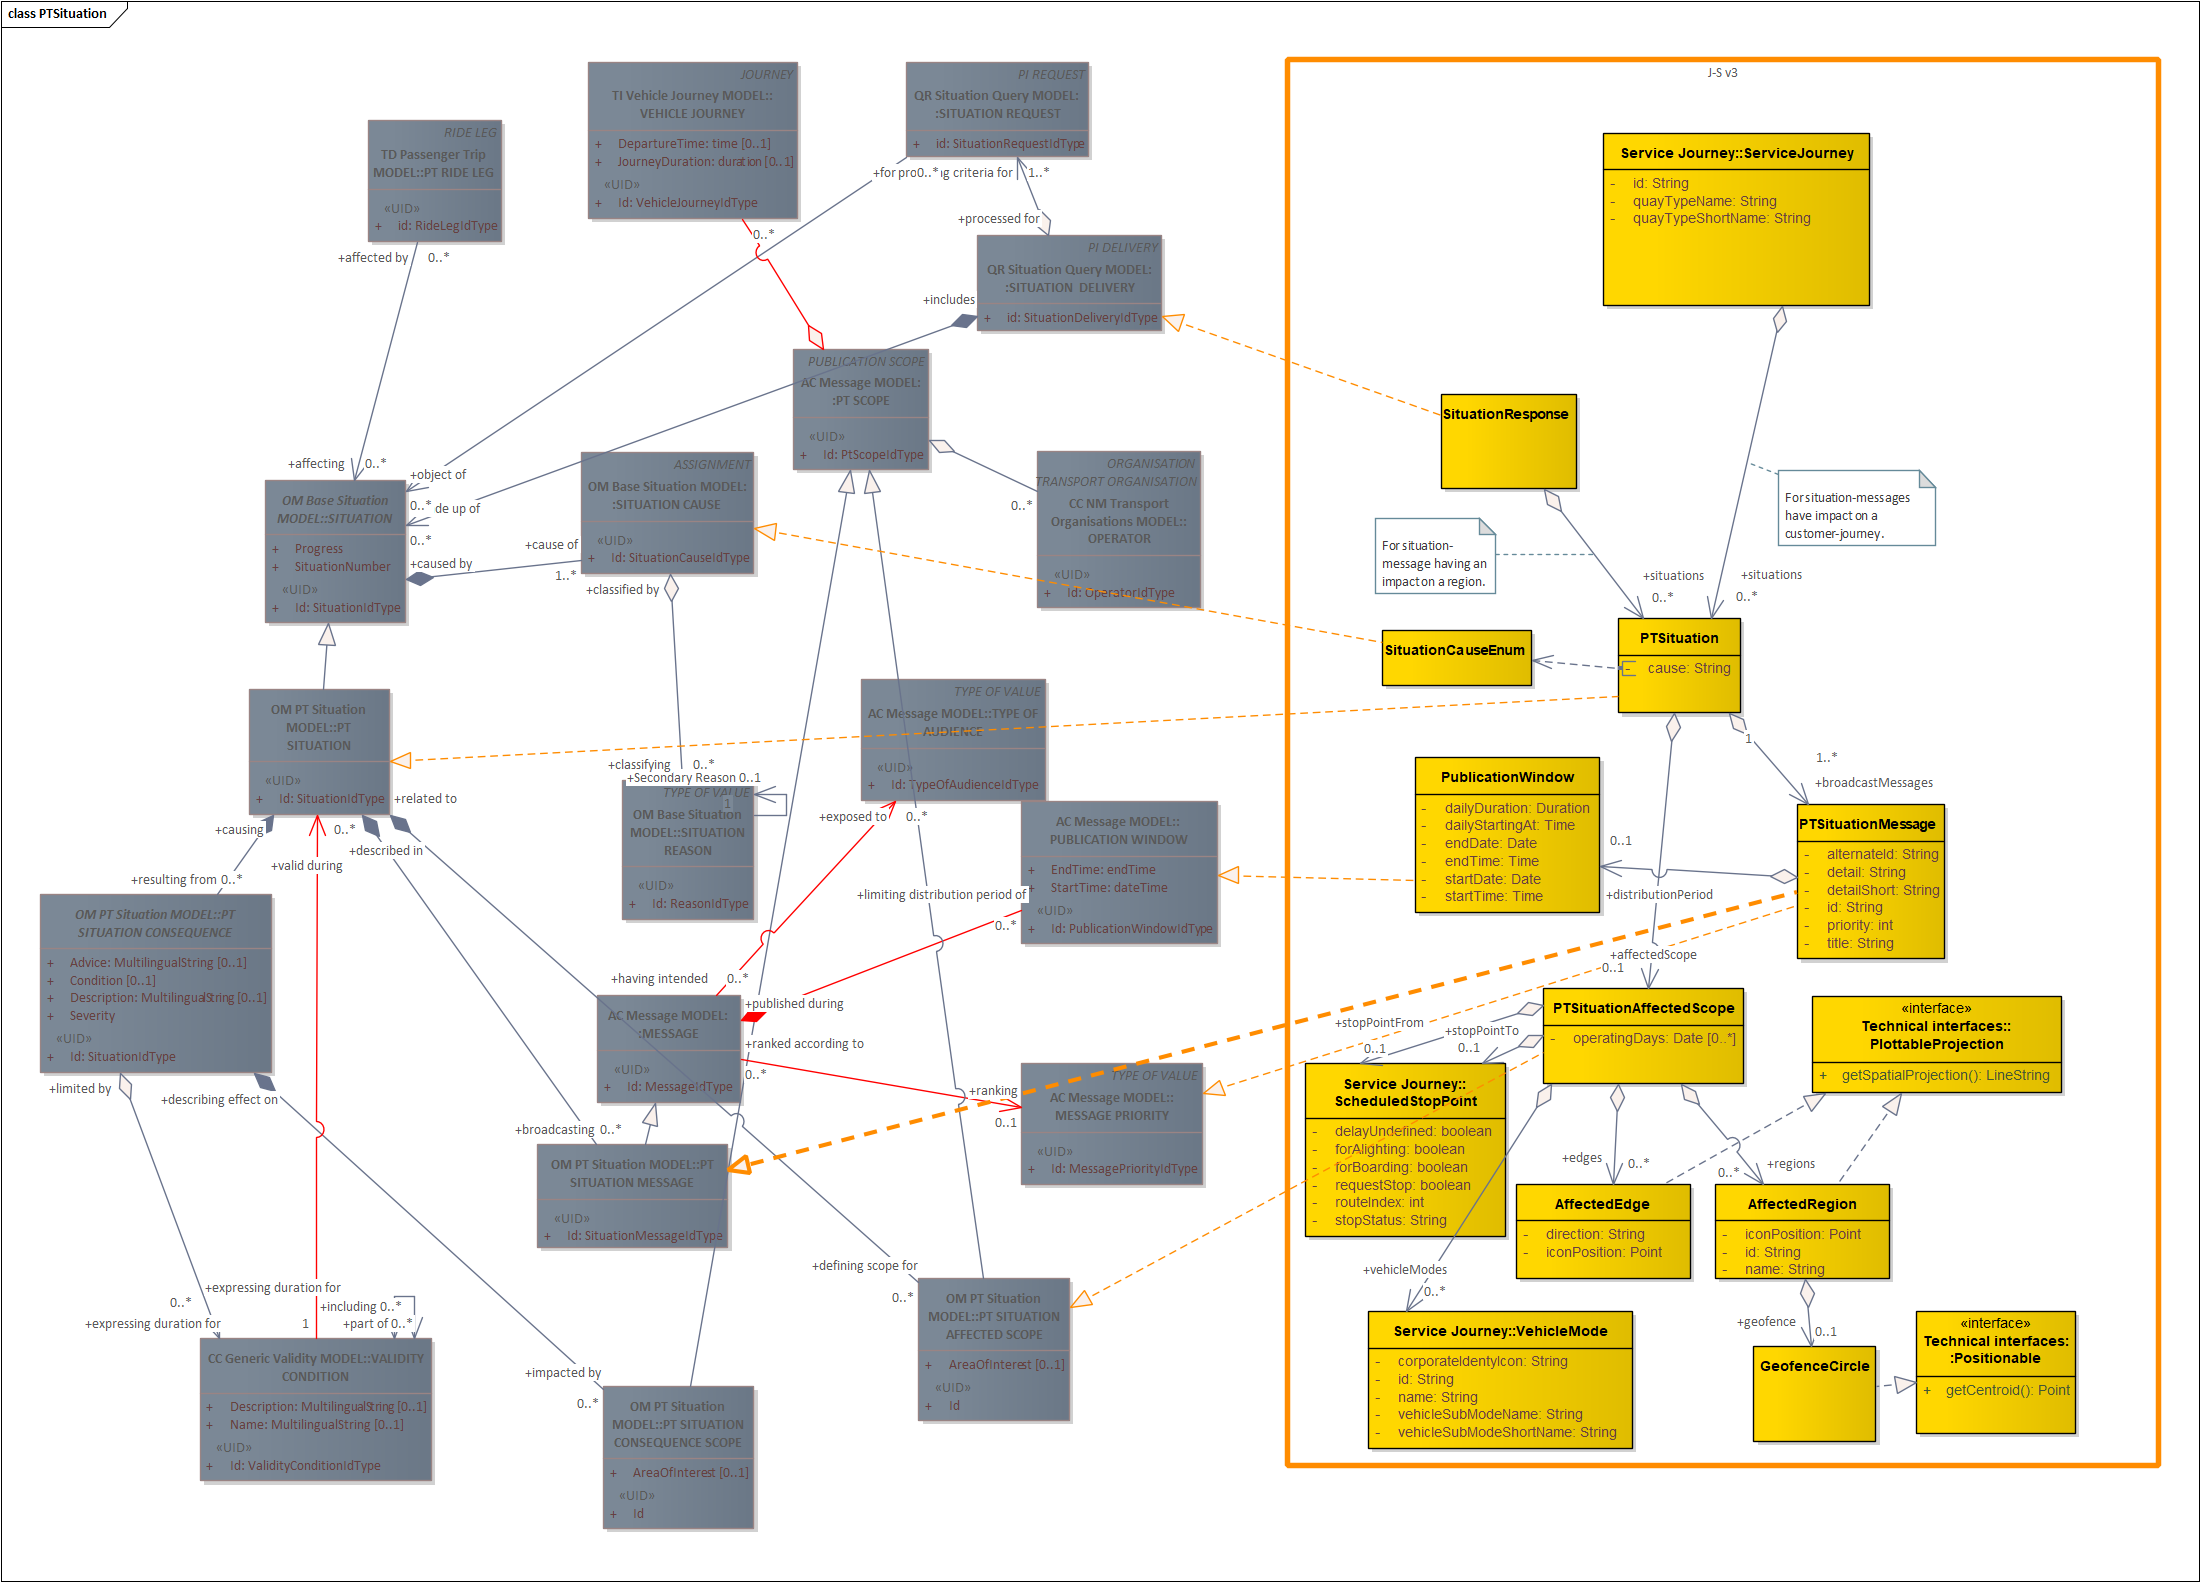 class PTSituation
J-S v3
JOURNEY
TI Vehicle Journey MODEL::
VEHICLE JOURNEY
+ DepartureTime: time [0..1]
+ JourneyDuration: duration [0..1]
«UID»
+ Id: VehicleJourneyIdType
0..*
PI REQUEST
QR Situation Query MODEL:
:SITUATION REQUEST
+ id: SituationRequestIdType
+for pro
0..*
ig criteria for
1..*
+processed for
RIDE LEG
TD Passenger Trip
MODEL::PT RIDE LEG
«UID»
+ id: RideLegIdType
+affected by
0..*
PI DELIVERY
QR Situation Query MODEL:
:SITUATION DELIVERY
+ id: SituationDeliveryIdType
+includes
PUBLICATION SCOPE
AC Message MODEL:
:PT SCOPE
«UID»
+ Id: PtScopeIdType
+affecting
0..*
+object of
0..*
de up of
0..*
OM Base Situation
MODEL::SITUATION
+ Progress
+ SituationNumber
«UID»
+ Id: SituationIdType
+caused by
+cause of
1..*
ASSIGNMENT
OM Base Situation MODEL:
:SITUATION CAUSE
«UID»
+ Id: SituationCauseIdType
+classified by
ORGANISATION
TRANSPORT ORGANISATION
CC NM Transport
Organisations MODEL::
OPERATOR
«UID»
+ Id: OperatorIdType
0..*
OM PT Situation
MODEL::PT
SITUATION
«UID»
+ Id: SituationIdType
+related to
+causing
0..*
+described in
+valid during
+resulting from 0..*
+classifying
0..*
+Secondary Reason 0..1
TYPE OF VALUE
1
OM Base Situation
MODEL::SITUATION
REASON
«UID»
+ Id: ReasonIdType
TYPE OF VALUE
AC Message MODEL::TYPE OF
AUDIENCE
«UID»
+ Id: TypeOfAudienceIdType
+exposed to
0..*
AC Message MODEL::
PUBLICATION WINDOW
+ EndTime: endTime
+ StartTime: dateTime
«UID»
+ Id: PublicationWindowIdType
+limiting distribution period of
0..*
OM PT Situation MODEL::PT
SITUATION CONSEQUENCE
+ Advice: MultilingualString [0..1]
+ Condition [0..1]
+ Description: MultilingualString [0..1]
+ Severity
«UID»
+ Id: SituationIdType
+limited by
+describing effect on
+having intended
0..*
AC Message MODEL:
:MESSAGE
«UID»
+ Id: MessageIdType
+published during
+ranked according to
0..*
+ranking
0..1
TYPE OF VALUE
AC Message MODEL::
MESSAGE PRIORITY
«UID»
+ Id: MessagePriorityIdType
+broadcasting 0..*
OM PT Situation MODEL::PT
SITUATION MESSAGE
«UID»
+ Id: SituationMessageIdType
+defining scope for
0..*
OM PT Situation
MODEL::PT SITUATION
AFFECTED SCOPE
+ AreaOfInterest [0..1]
«UID»
+ Id
0..*
+expressing duration for
+expressing duration for
1
+including 0..*
+part of 0..*
CC Generic Validity MODEL::VALIDITY
CONDITION
+ Description: MultilingualString [0..1]
+ Name: MultilingualString [0..1]
«UID»
+ Id: ValidityConditionIdType
+impacted by
0..*
OM PT Situation
MODEL::PT SITUATION
CONSEQUENCE SCOPE
+ AreaOfInterest [0..1]
«UID»
+ Id
Service Journey::ServiceJourney
- id: String
- quayTypeName: String
- quayTypeShortName: String
SituationResponse
For situation-messages
have impact on a
customer-journey.
For situation-
message having an
impact on a region.
+situations
0..*
+situations
0..*
SituationCauseEnum
PTSituation
- cause: String
1
1..*
+broadcastMessages
PublicationWindow
- dailyDuration: Duration
- dailyStartingAt: Time
- endDate: Date
- endTime: Time
- startDate: Date
- startTime: Time
0..1
+distributionPeriod
PTSituationMessage
- alternateId: String
- detail: String
- detailShort: String
- id: String
- priority: int
- title: String
+affectedScope
0..1
PTSituationAffectedScope
- operatingDays: Date [0..*]
+stopPointFrom
0..1
+stopPointTo
0..1
«interface»
Technical interfaces::
PlottableProjection
+ getSpatialProjection(): LineString
Service Journey::
ScheduledStopPoint
- delayUndefined: boolean
- forAlighting: boolean
- forBoarding: boolean
- requestStop: boolean
- routeIndex: int
- stopStatus: String
+edges
0..*
+regions
0..*
AffectedEdge
- direction: String
- iconPosition: Point
AffectedRegion
- iconPosition: Point
- id: String
- name: String
+vehicleModes
0..*
Service Journey::VehicleMode
- corporateIdentyIcon: String
- id: String
- name: String
- vehicleSubModeName: String
- vehicleSubModeShortName: String
+geofence
0..1
GeofenceCircle
«interface»
Technical interfaces:
:Positionable
+ getCentroid(): Point